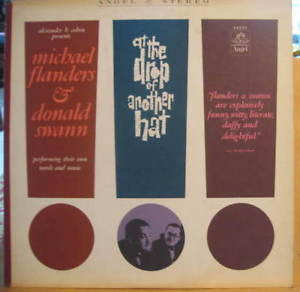 ANGEL STEREO
alexander h. cohen
presents
michael
flanders
&
donald
swann
performing their own
words and music
at
the
drop
of
another
hat
Angel
"flanders & swann
are explosively
funny, witty, literate,
daffy and
delightful"